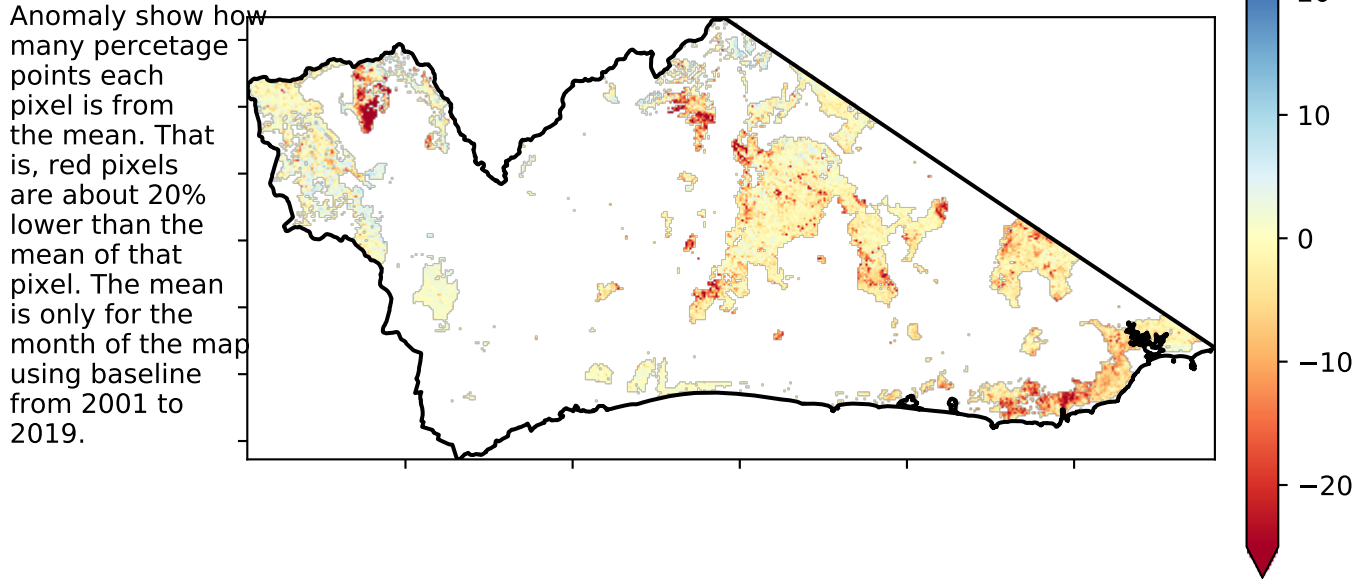 Anomaly show how
many percetage
points each
pixel is from
the mean. That
is, red pixels
are about 20%
lower than the
mean of that
pixel. The mean
is only for the
month of the map
using baseline
from 2001 to
2019.
10
0
−10
−20